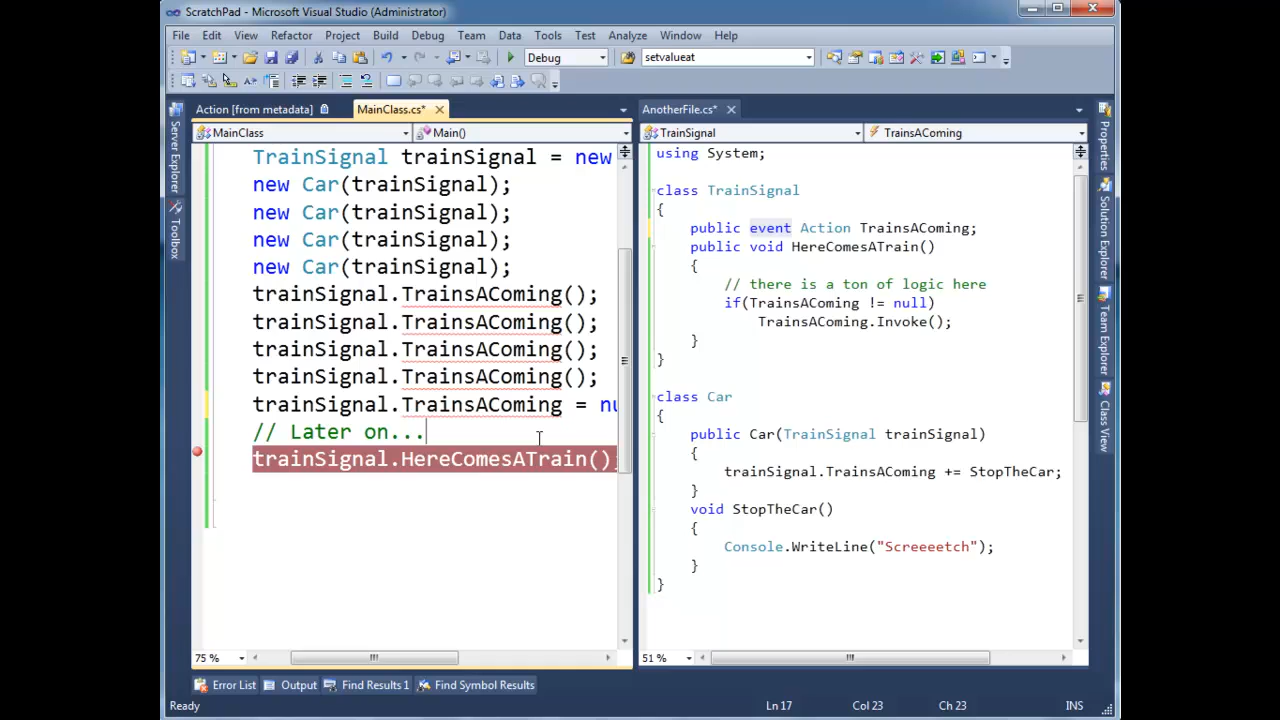 ScratchPad - Microsoft Visual Studio (Administrator)
File Edit View Refactor Project Build Debug Team Data Tools Test Analyze Window Help
Debug setvalueat
Server Explorer
Toolbox
Action [from metadata] MainClass.cs*
MainClass Main()
TrainSignal trainSignal = new
new Car(trainSignal);
new Car(trainSignal);
new Car(trainSignal);
new Car(trainSignal);
trainSignal.TrainsAComing();
trainSignal.TrainsAComing();
trainSignal.TrainsAComing();
trainSignal.TrainsAComing();
trainSignal.TrainsAComing = nu
// Later on...
trainSignal.HereComesATrain();
75 %
AnotherFile.cs*
TrainSignal TrainsAComing
using System;
class TrainSignal
{
public event Action TrainsAComing;
public void HereComesATrain()
{
// there is a ton of logic here
if(TrainsAComing != null)
TrainsAComing.Invoke();
}
}
class Car
{
public Car(TrainSignal trainSignal)
{
trainSignal.TrainsAComing += StopTheCar;
}
void StopTheCar()
{
Console.WriteLine("Screeeetch");
}
}
51 %
Properties
Solution Explorer
Team Explorer
Class View
Error List Output Find Results 1 Find Symbol Results
Ready Ln 17 Col 23 Ch 23 INS